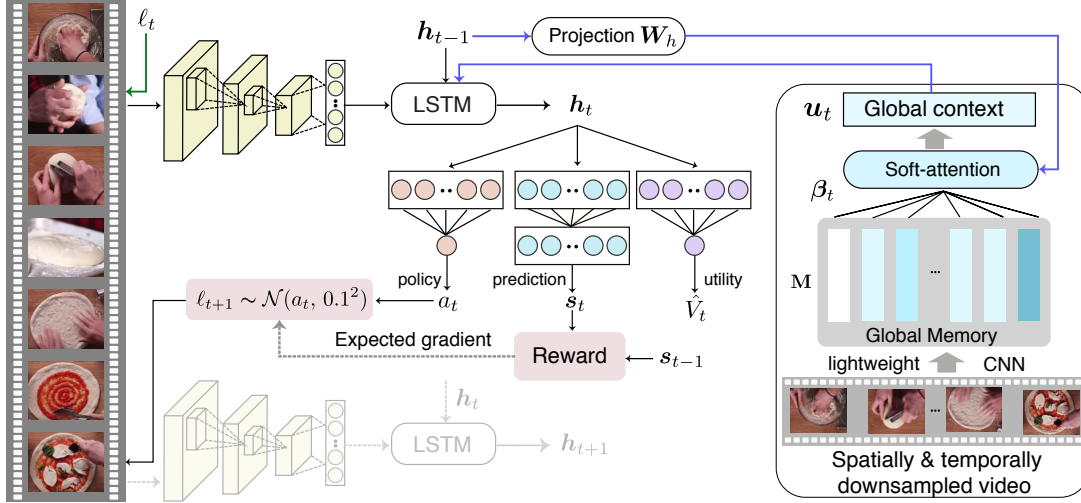 ℓ_t
h_{t−1}
Projection W_h
LSTM
h_t
u_t
Global context
Soft-attention
β_t
M
...
Global Memory
lightweight
CNN
...
Spatially & temporally
downsampled video
policy
prediction
utility
a_t
s_t
V̂_t
ℓ_{t+1} ∼ 𝒩(a_t, 0.1²)
Expected gradient
Reward
s_{t−1}
h_t
LSTM
h_{t+1}